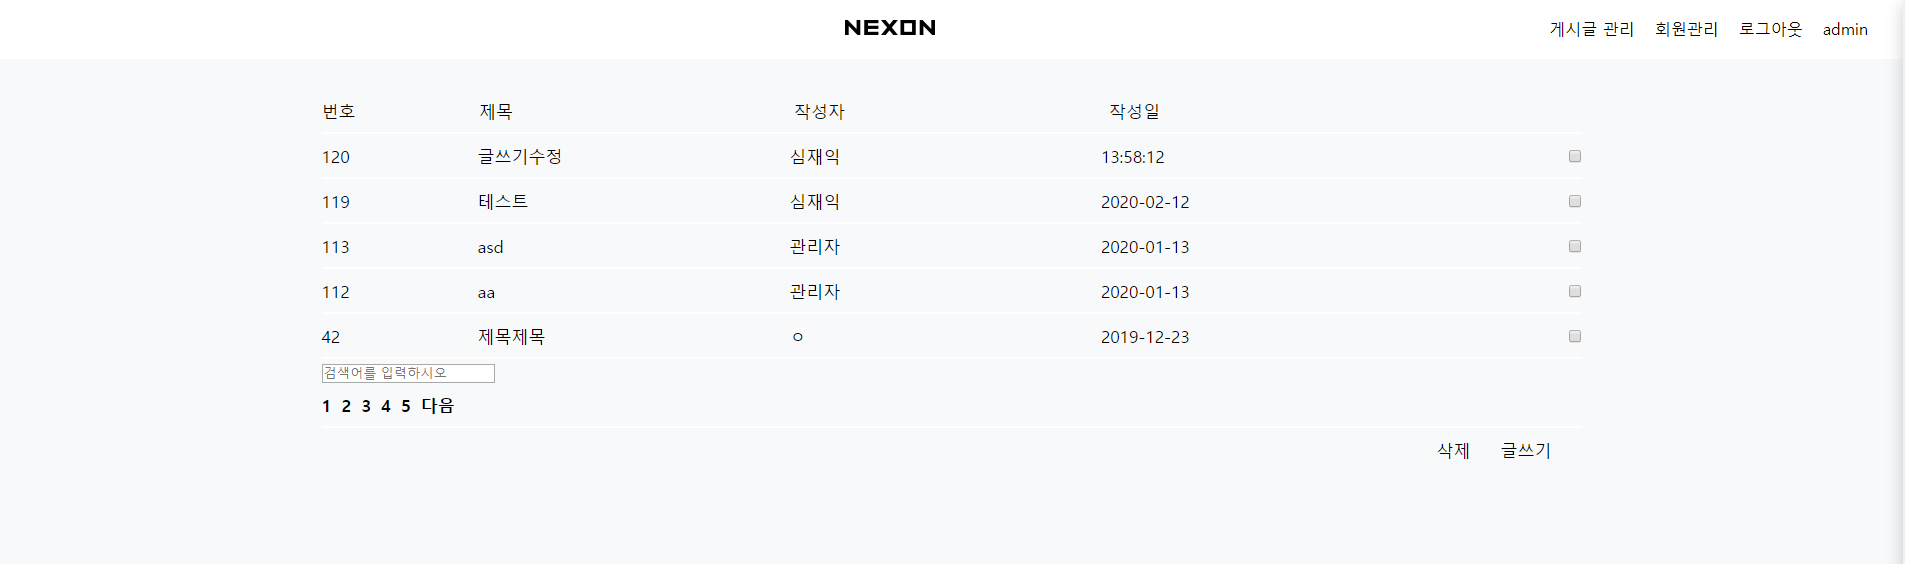 NEXON 게시글 관리 회원관리 로그아웃 admin
번호 제목 작성자 작성일
120 글쓰기수정 심재익 13:58:12
119 테스트 심재익 2020-02-12
113 asd 관리자 2020-01-13
112 aa 관리자 2020-01-13
42 제목제목 ㅇ 2019-12-23
검색어를 입력하시오
1 2 3 4 5 다음
삭제 글쓰기